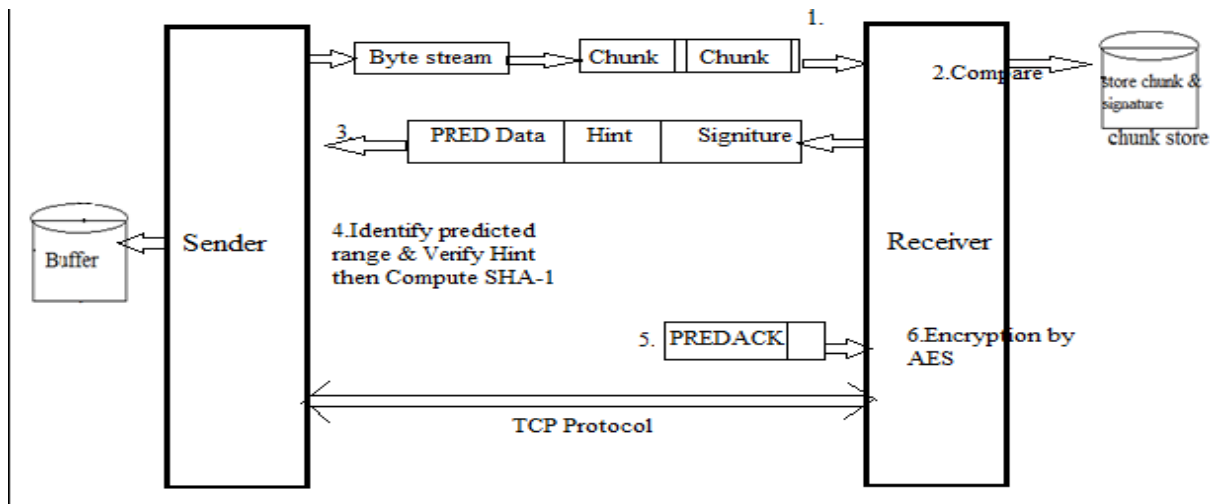 1.
Byte stream
Chunk
Chunk
2.Compare
store chunk &
signature
chunk store
3.
PRED Data
Hint
Signiture
Sender
Buffer
4.Identify predicted
range & Verify Hint
then Compute SHA-1
Receiver
5.
PREDACK
6.Encryption by
AES
TCP Protocol